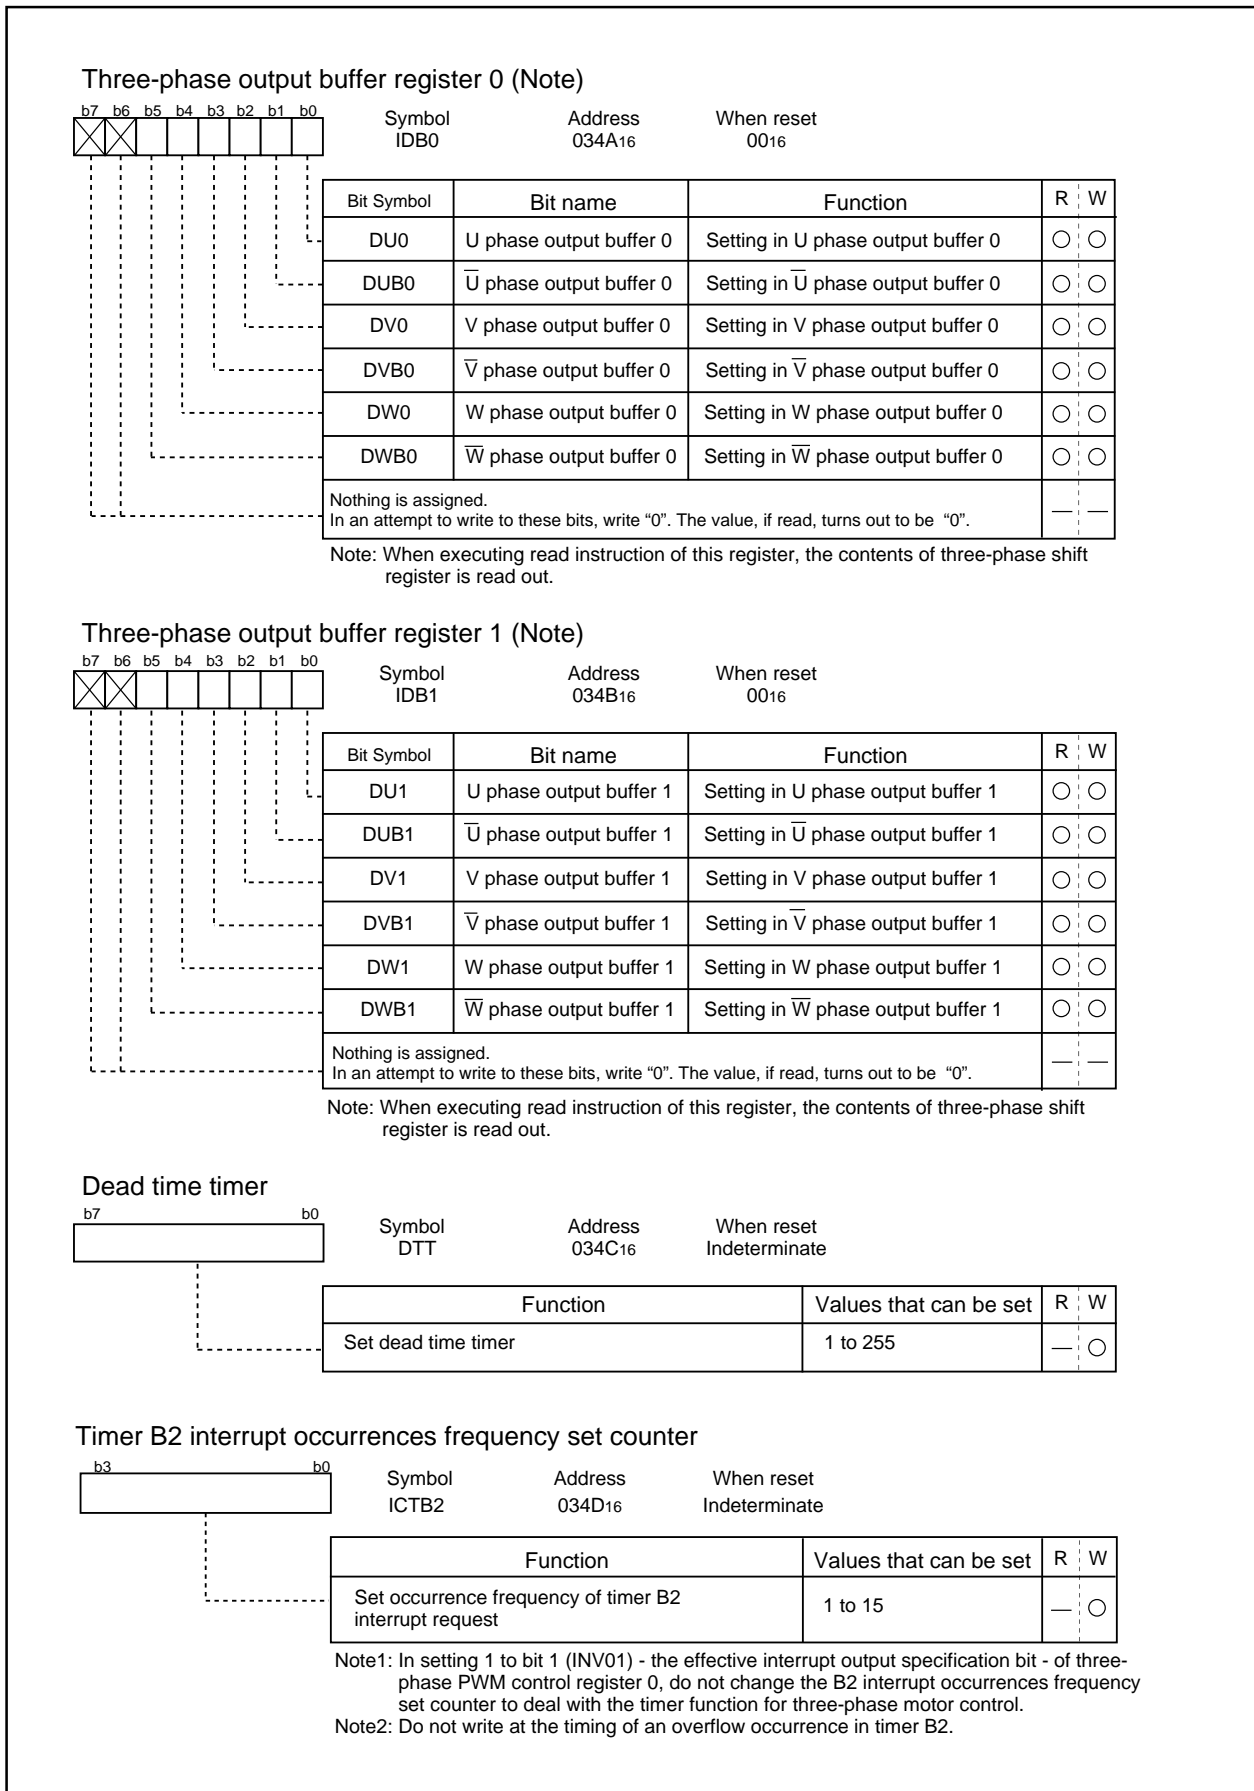 Three-phase output buffer register 0 (Note)
b7 b6 b5 b4 b3 b2 b1 b0
Symbol Address When reset
IDB0 034A16 0016
Bit Symbol Bit name Function R W
DU0 U phase output buffer 0 Setting in U phase output buffer 0 ○ ○
DUB0 U̅ phase output buffer 0 Setting in U̅ phase output buffer 0 ○ ○
DV0 V phase output buffer 0 Setting in V phase output buffer 0 ○ ○
DVB0 V̅ phase output buffer 0 Setting in V̅ phase output buffer 0 ○ ○
DW0 W phase output buffer 0 Setting in W phase output buffer 0 ○ ○
DWB0 W̅ phase output buffer 0 Setting in W̅ phase output buffer 0 ○ ○
Nothing is assigned.
In an attempt to write to these bits, write “0”. The value, if read, turns out to be “0”. — —
Note: When executing read instruction of this register, the contents of three-phase shift
register is read out.
Three-phase output buffer register 1 (Note)
b7 b6 b5 b4 b3 b2 b1 b0
Symbol Address When reset
IDB1 034B16 0016
Bit Symbol Bit name Function R W
DU1 U phase output buffer 1 Setting in U phase output buffer 1 ○ ○
DUB1 U̅ phase output buffer 1 Setting in U̅ phase output buffer 1 ○ ○
DV1 V phase output buffer 1 Setting in V phase output buffer 1 ○ ○
DVB1 V̅ phase output buffer 1 Setting in V̅ phase output buffer 1 ○ ○
DW1 W phase output buffer 1 Setting in W phase output buffer 1 ○ ○
DWB1 W̅ phase output buffer 1 Setting in W̅ phase output buffer 1 ○ ○
Nothing is assigned.
In an attempt to write to these bits, write “0”. The value, if read, turns out to be “0”. — —
Note: When executing read instruction of this register, the contents of three-phase shift
register is read out.
Dead time timer
b7 b0
Symbol Address When reset
DTT 034C16 Indeterminate
Function Values that can be set R W
Set dead time timer 1 to 255 — ○
Timer B2 interrupt occurrences frequency set counter
b3 b0
Symbol Address When reset
ICTB2 034D16 Indeterminate
Function Values that can be set R W
Set occurrence frequency of timer B2
interrupt request 1 to 15 — ○
Note1: In setting 1 to bit 1 (INV01) - the effective interrupt output specification bit - of three-
phase PWM control register 0, do not change the B2 interrupt occurrences frequency
set counter to deal with the timer function for three-phase motor control.
Note2: Do not write at the timing of an overflow occurrence in timer B2.